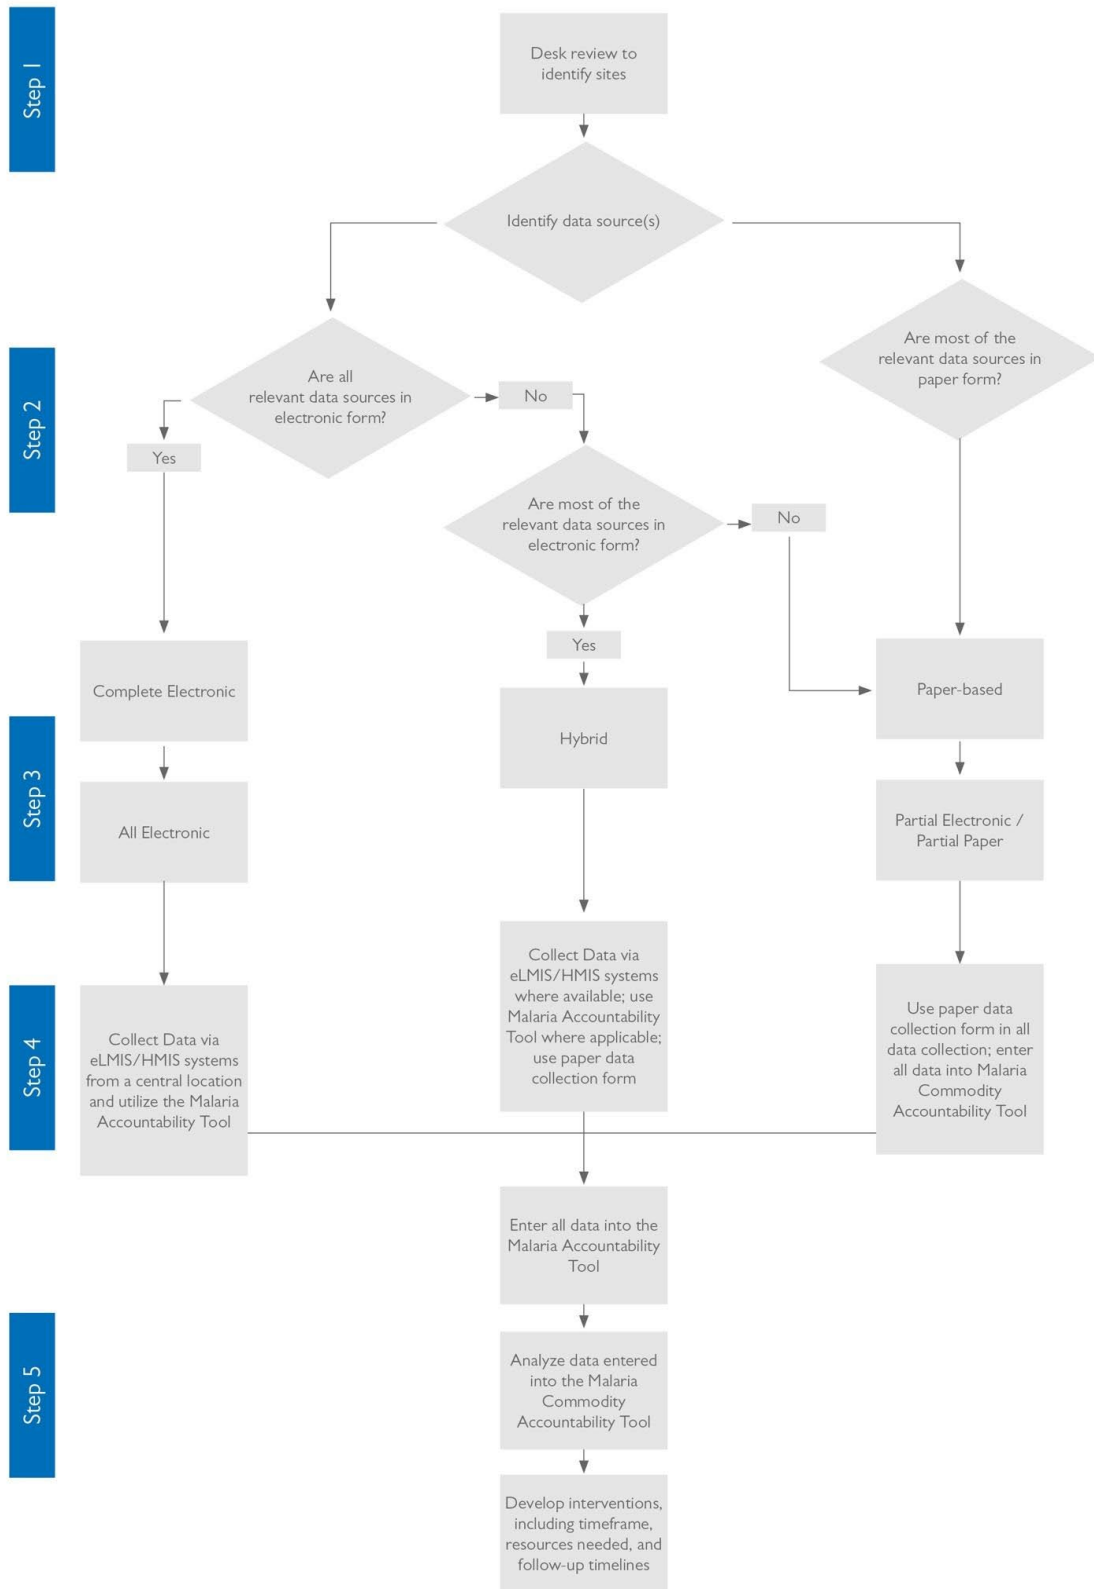 Step 1
Desk review to
identify sites
Identify data source(s)
Step 2
Are all
relevant data sources in
electronic form?
No
Yes
Are most of the
relevant data sources in
electronic form?
No
Yes
Are most of the
relevant data sources in
paper form?
Step 3
Complete Electronic
All Electronic
Hybrid
Paper-based
Partial Electronic /
Partial Paper
Step 4
Collect Data via
eLMIS/HMIS systems
from a central location
and utilize the Malaria
Accountability Tool
Collect Data via
eLMIS/HMIS systems
where available; use
Malaria Accountability
Tool where applicable;
use paper data
collection form
Use paper data
collection form in all
data collection; enter
all data into Malaria
Commodity
Accountability Tool
Enter all data into the
Malaria Accountability
Tool
Step 5
Analyze data entered
into the Malaria
Commodity
Accountability Tool
Develop interventions,
including timeframe,
resources needed, and
follow-up timelines